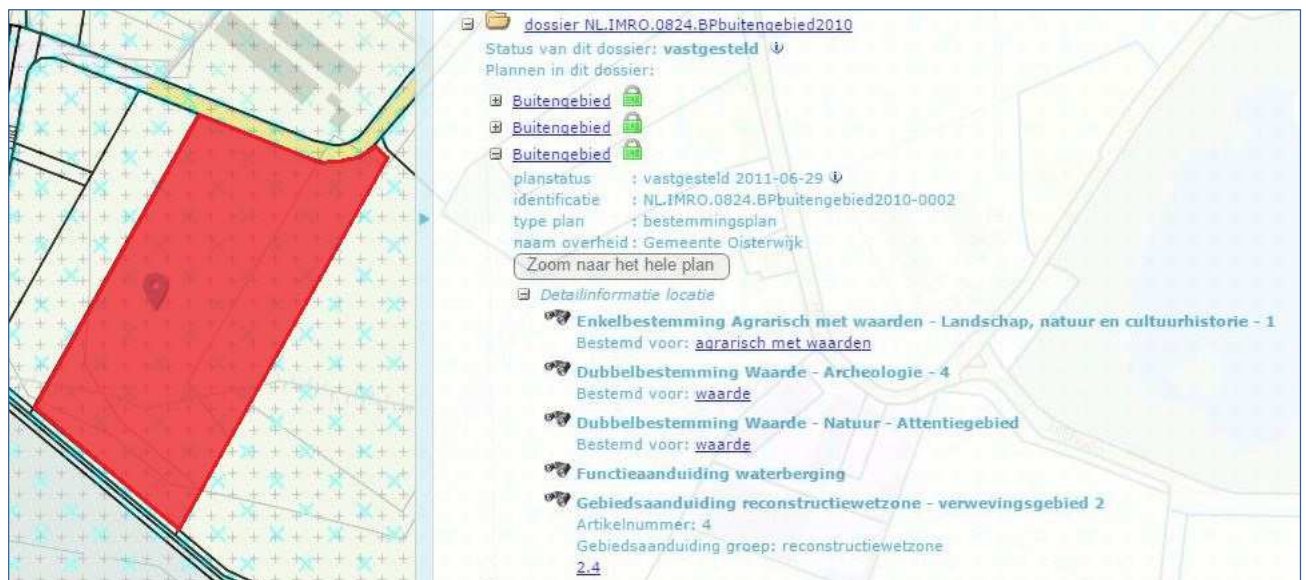 dossier NL.IMRO.0824.BPbuitengebied2010
Status van dit dossier: vastgesteld
Plannen in dit dossier:
Buitengebied
Buitengebied
Buitengebied
planstatus : vastgesteld 2011-06-29
identificatie : NL.IMRO.0824.BPbuitengebied2010-0002
type plan : bestemmingsplan
naam overheid : Gemeente Oisterwijk
Zoom naar het hele plan
Detailinformatie locatie
Enkelbestemming Agrarisch met waarden - Landschap, natuur en cultuurhistorie - 1
Bestemd voor: agrarisch met waarden
Dubbelbestemming Waarde - Archeologie - 4
Bestemd voor: waarde
Dubbelbestemming Waarde - Natuur - Attentiegebied
Bestemd voor: waarde
Functieaanduiding waterberging
Gebiedsaanduiding reconstructiewetzone - verwevingsgebied 2
Artikelnummer: 4
Gebiedsaanduiding groep: reconstructiewetzone
2.4